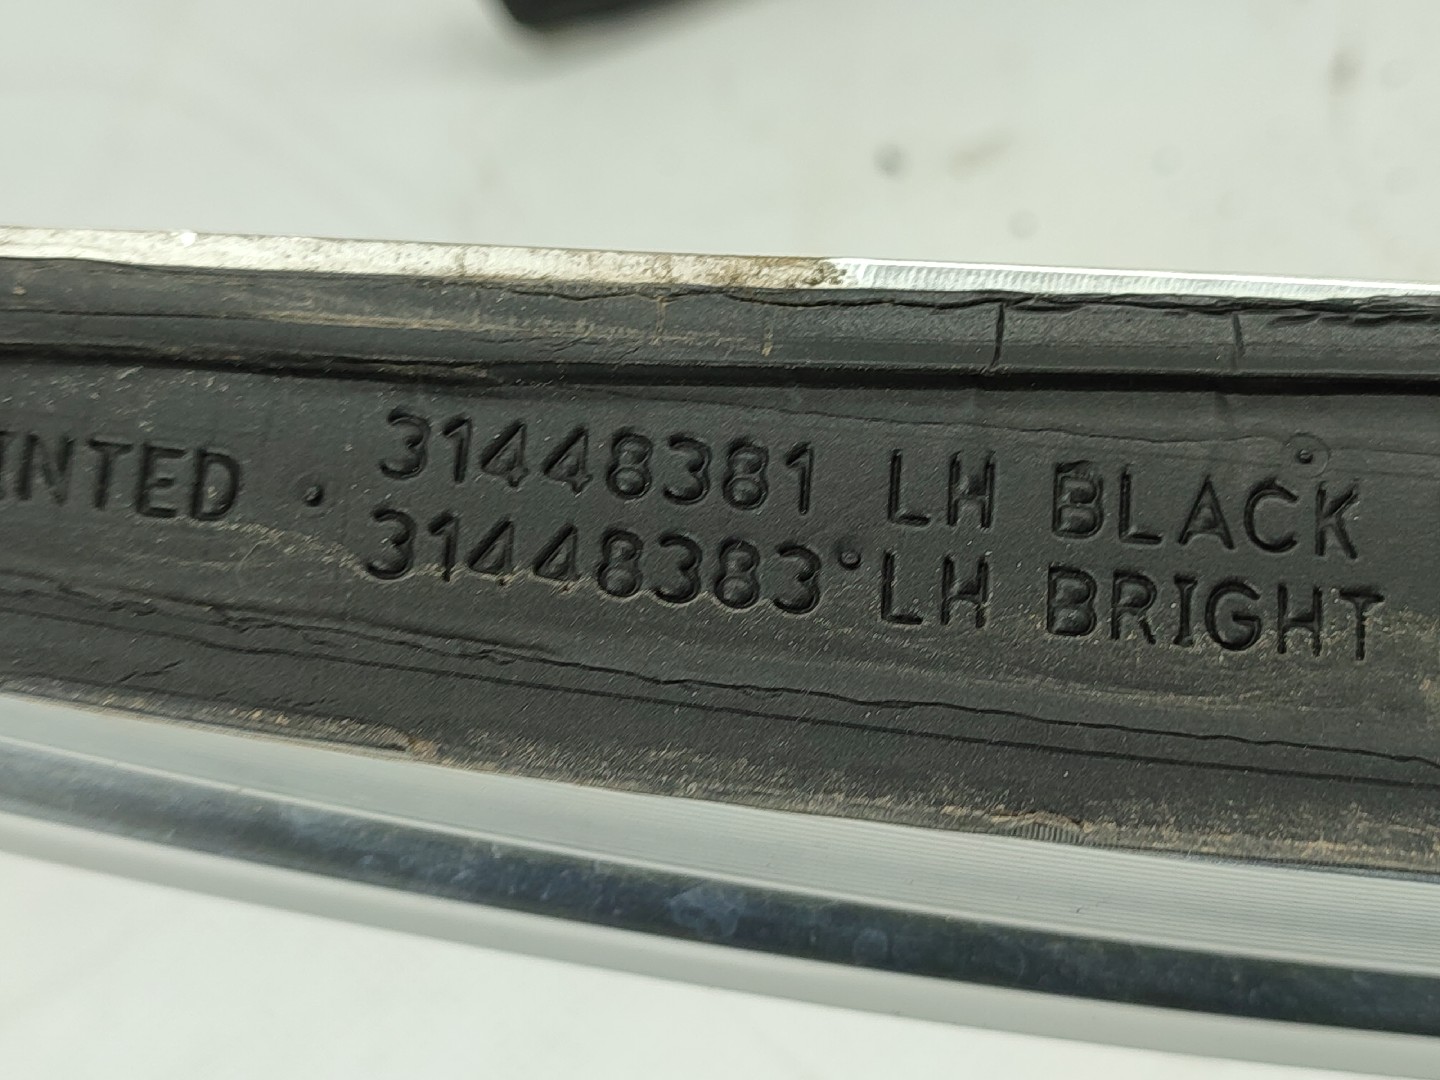 INTED · 31448381 LH BLACK
31448383 LH BRIGHT